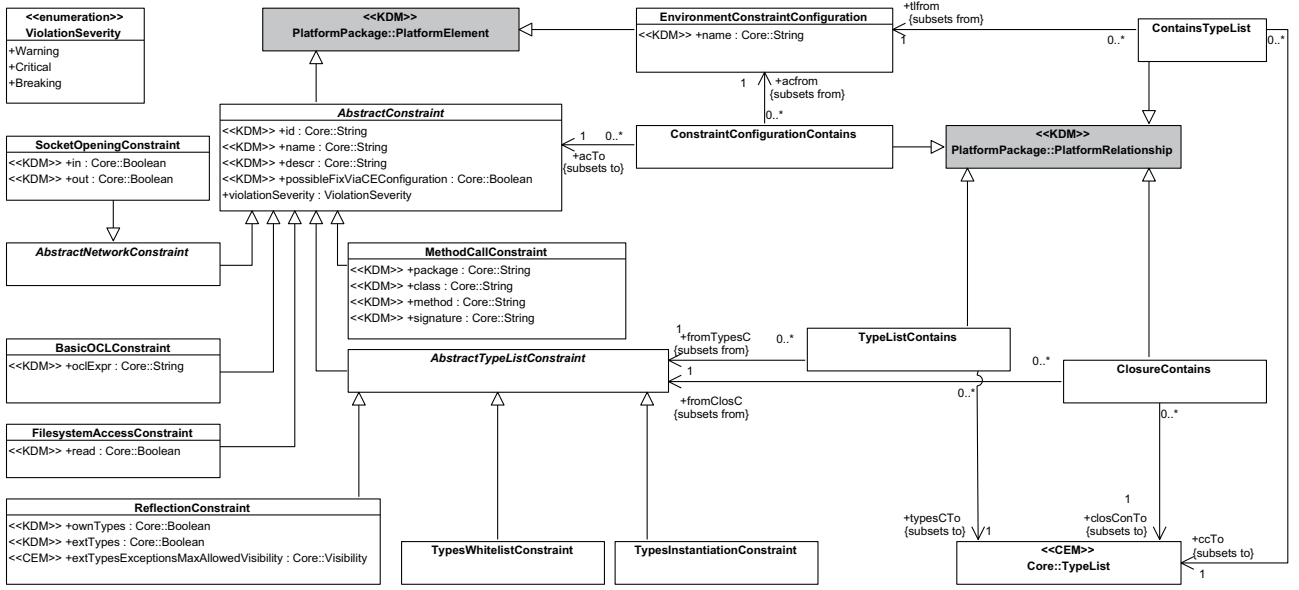 <<enumeration>>
ViolationSeverity
+Warning
+Critical
+Breaking
<<KDM>>
PlatformPackage::PlatformElement
EnvironmentConstraintConfiguration
<<KDM>> +name : Core::String
+tlfrom
{subsets from}
1
0..*
ContainsTypeList
0..*
1
+acfrom
{subsets from}
0..*
AbstractConstraint
<<KDM>> +id : Core::String
<<KDM>> +name : Core::String
<<KDM>> +descr : Core::String
<<KDM>> +possibleFixViaCEConfiguration : Core::Boolean
+violationSeverity : ViolationSeverity
1
0..*
+acTo
{subsets to}
ConstraintConfigurationContains
<<KDM>>
PlatformPackage::PlatformRelationship
SocketOpeningConstraint
<<KDM>> +in : Core::Boolean
<<KDM>> +out : Core::Boolean
AbstractNetworkConstraint
MethodCallConstraint
<<KDM>> +package : Core::String
<<KDM>> +class : Core::String
<<KDM>> +method : Core::String
<<KDM>> +signature : Core::String
BasicOCLConstraint
<<KDM>> +oclExpr : Core::String
AbstractTypeListConstraint
1
+fromTypesC
{subsets from}
0..*
TypeListContains
1
0..*
ClosureContains
+fromClosC
{subsets from}
0..*
0..*
FilesystemAccessConstraint
<<KDM>> +read : Core::Boolean
ReflectionConstraint
<<KDM>> +ownTypes : Core::Boolean
<<KDM>> +extTypes : Core::Boolean
<<CEM>> +extTypesExceptionsMaxAllowedVisibility : Core::Visibility
TypesWhitelistConstraint
TypesInstantiationConstraint
+typesCTo
{subsets to}
1
1
+closConTo
{subsets to}
+ccTo
{subsets to}
1
<<CEM>>
Core::TypeList